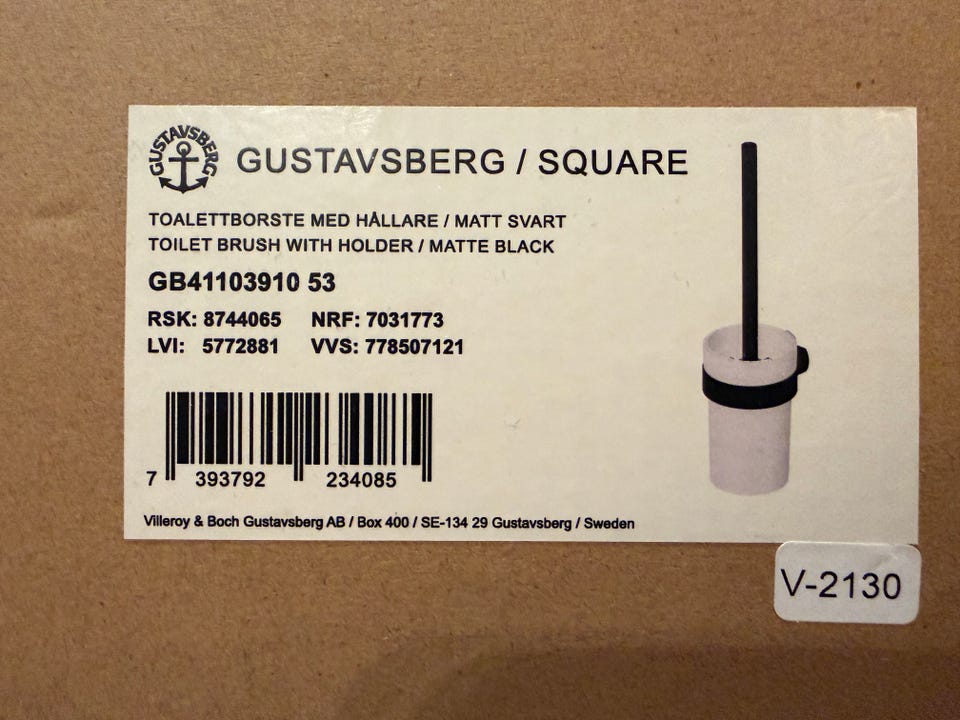 GUSTAVSBERG
GUSTAVSBERG / SQUARE
TOALETTBORSTE MED HÅLLARE / MATT SVART
TOILET BRUSH WITH HOLDER / MATTE BLACK
GB41103910 53
RSK: 8744065 NRF: 7031773
LVI: 5772881 VVS: 778507121
7 393792 234085
Villeroy & Boch Gustavsberg AB / Box 400 / SE-134 29 Gustavsberg / Sweden
V-2130